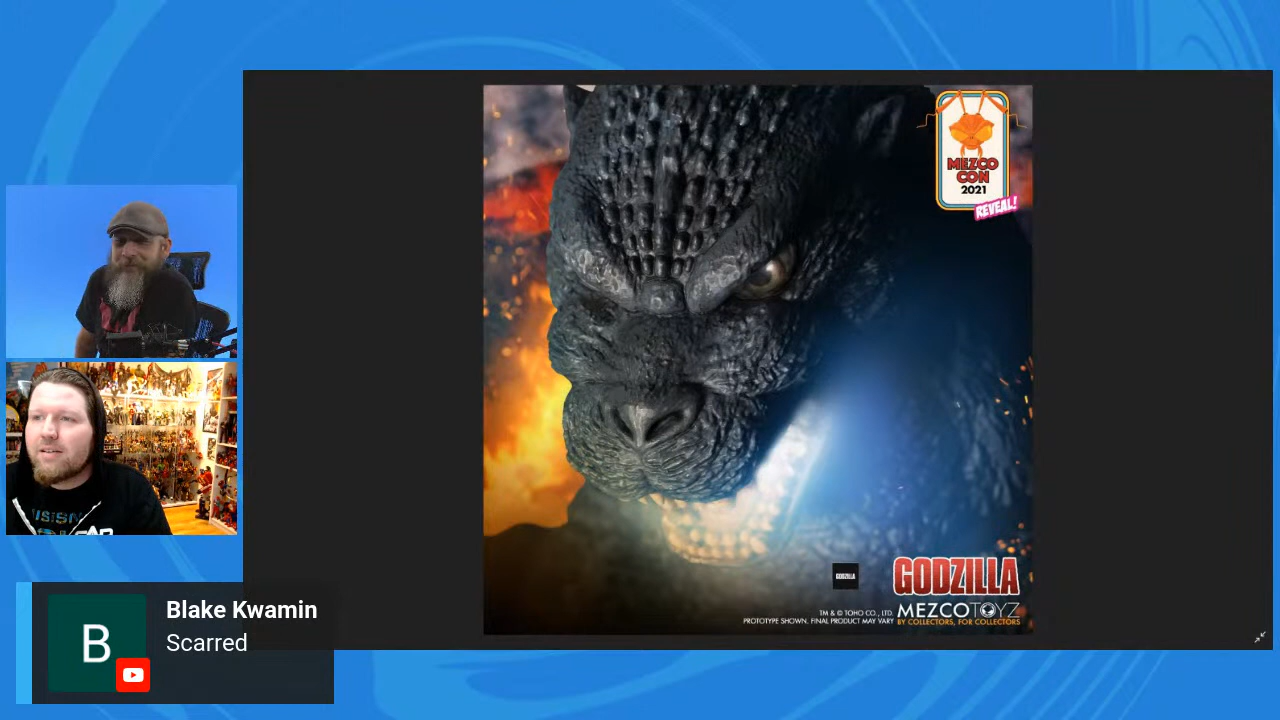 MEZCO
CON
2021
REVEAL!
GODZILLA
GODZILLA
MEZCOTOYZ
TM & © TOHO CO., LTD.
PROTOTYPE SHOWN. FINAL PRODUCT MAY VARY
BY COLLECTORS, FOR COLLECTORS
B
Blake Kwamin
Scarred